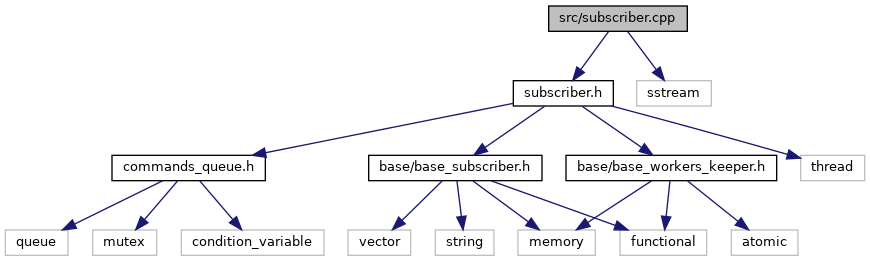 src/subscriber.cpp
subscriber.h
sstream
commands_queue.h
base/base_subscriber.h
base/base_workers_keeper.h
thread
queue
mutex
condition_variable
vector
string
memory
functional
atomic